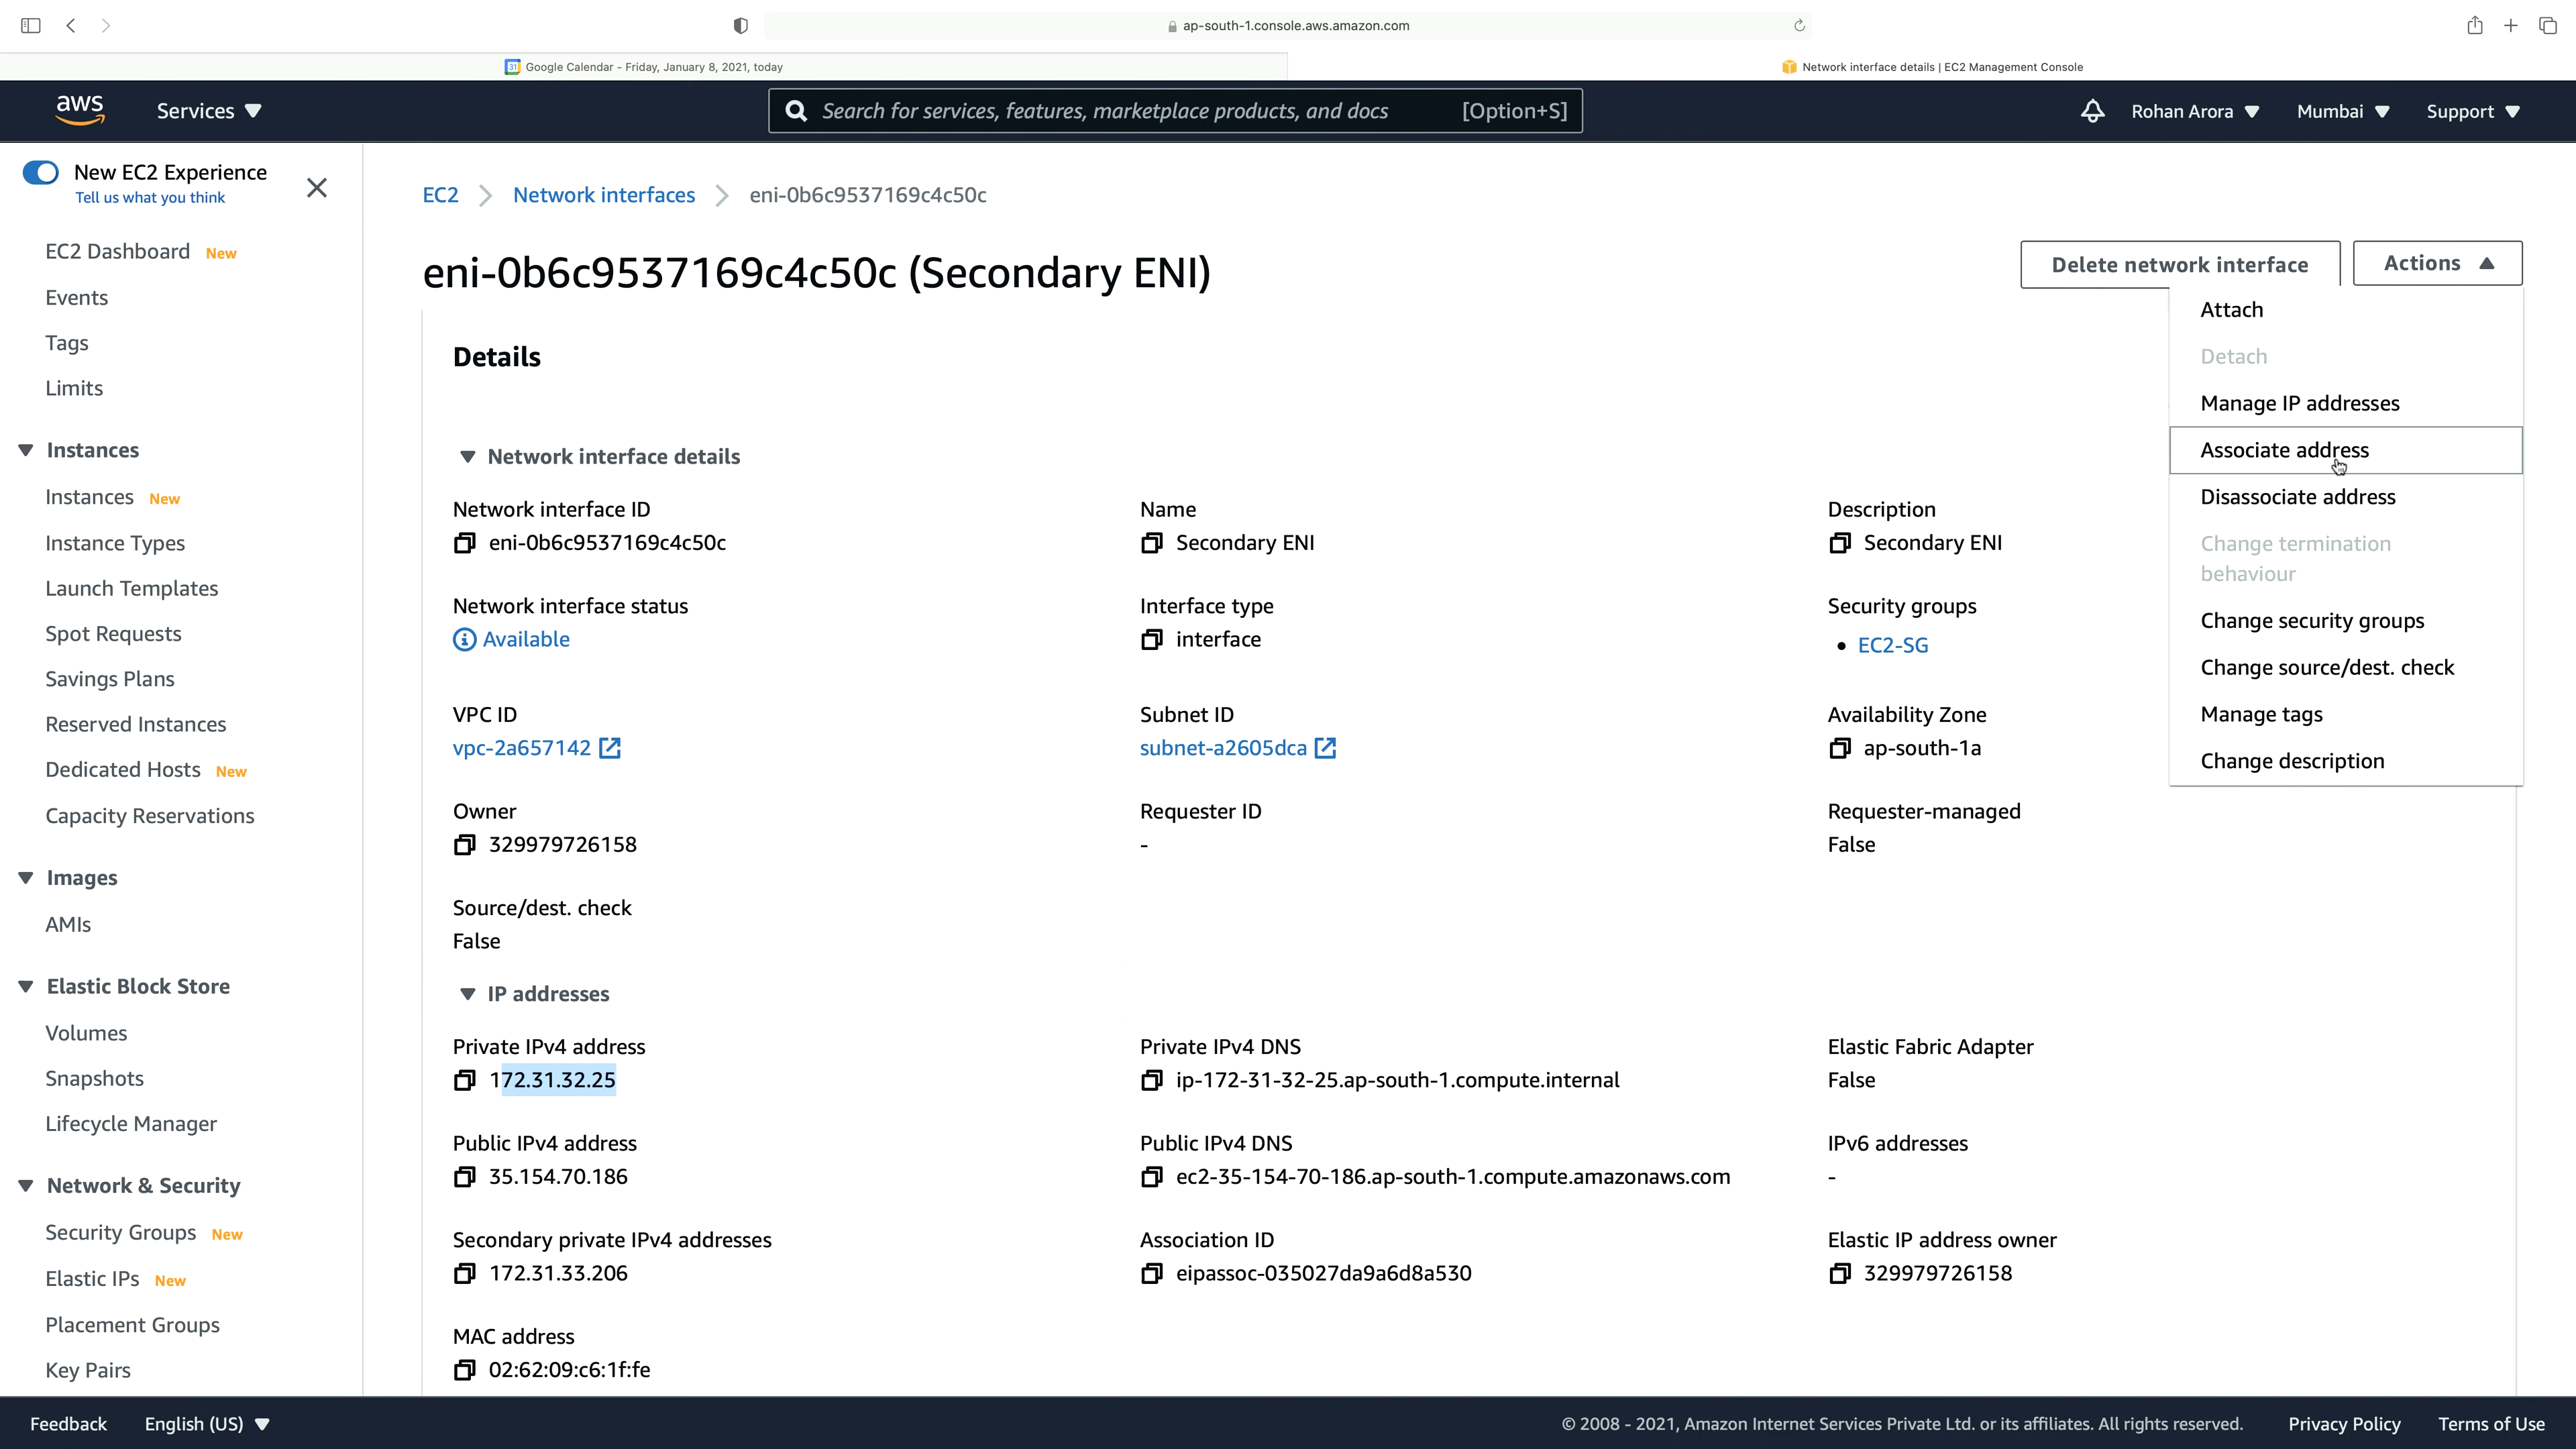 ap-south-1.console.aws.amazon.com
Google Calendar - Friday, January 8, 2021, today
Network interface details | EC2 Management Console
aws
Services
Search for services, features, marketplace products, and docs [Option+S]
Rohan Arora
Mumbai
Support
New EC2 Experience
Tell us what you think
EC2 Dashboard New
Events
Tags
Limits
Instances
Instances New
Instance Types
Launch Templates
Spot Requests
Savings Plans
Reserved Instances
Dedicated Hosts New
Capacity Reservations
Images
AMIs
Elastic Block Store
Volumes
Snapshots
Lifecycle Manager
Network & Security
Security Groups New
Elastic IPs New
Placement Groups
Key Pairs
EC2 Network interfaces eni-0b6c9537169c4c50c
eni-0b6c9537169c4c50c (Secondary ENI)
Delete network interface
Actions
Attach
Detach
Manage IP addresses
Associate address
Disassociate address
Change termination
behaviour
Change security groups
Change source/dest. check
Manage tags
Change description
Details
Network interface details
Network interface ID
eni-0b6c9537169c4c50c
Name
Secondary ENI
Description
Secondary ENI
Network interface status
Available
Interface type
interface
Security groups
EC2-SG
VPC ID
vpc-2a657142
Subnet ID
subnet-a2605dca
Availability Zone
ap-south-1a
Owner
329979726158
Requester ID
-
Requester-managed
False
Source/dest. check
False
IP addresses
Private IPv4 address
172.31.32.25
Private IPv4 DNS
ip-172-31-32-25.ap-south-1.compute.internal
Elastic Fabric Adapter
False
Public IPv4 address
35.154.70.186
Public IPv4 DNS
ec2-35-154-70-186.ap-south-1.compute.amazonaws.com
IPv6 addresses
-
Secondary private IPv4 addresses
172.31.33.206
Association ID
eipassoc-035027da9a6d8a530
Elastic IP address owner
329979726158
MAC address
02:62:09:c6:1f:fe
Feedback
English (US)
© 2008 - 2021, Amazon Internet Services Private Ltd. or its affiliates. All rights reserved.
Privacy Policy
Terms of Use